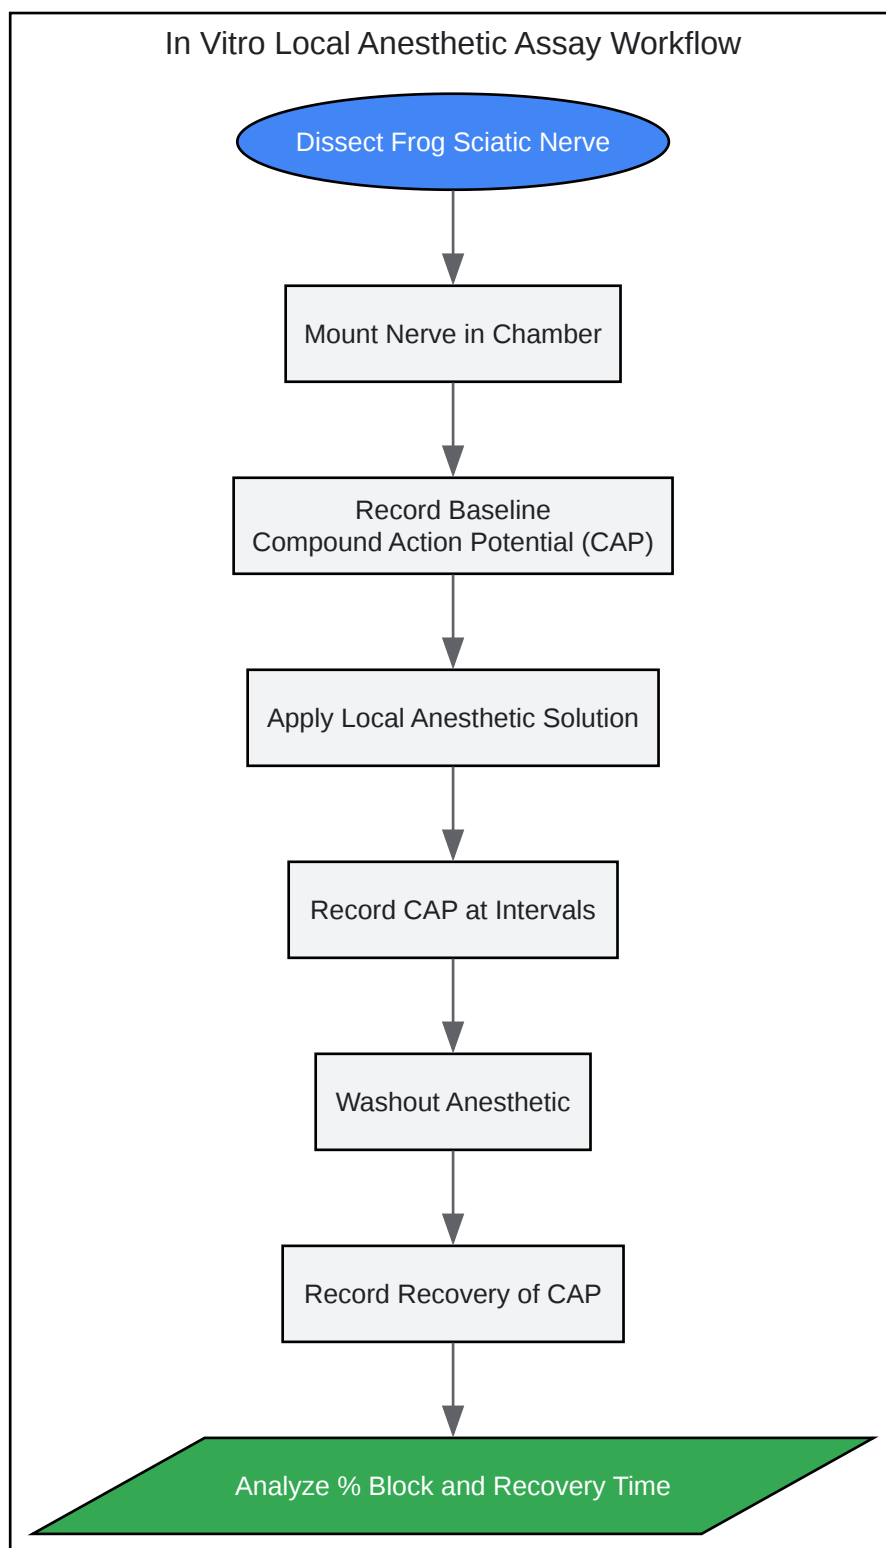 In Vitro Local Anesthetic Assay Workflow
Dissect Frog Sciatic Nerve
Mount Nerve in Chamber
Record Baseline
Compound Action Potential (CAP)
Apply Local Anesthetic Solution
Record CAP at Intervals
Washout Anesthetic
Record Recovery of CAP
Analyze % Block and Recovery Time